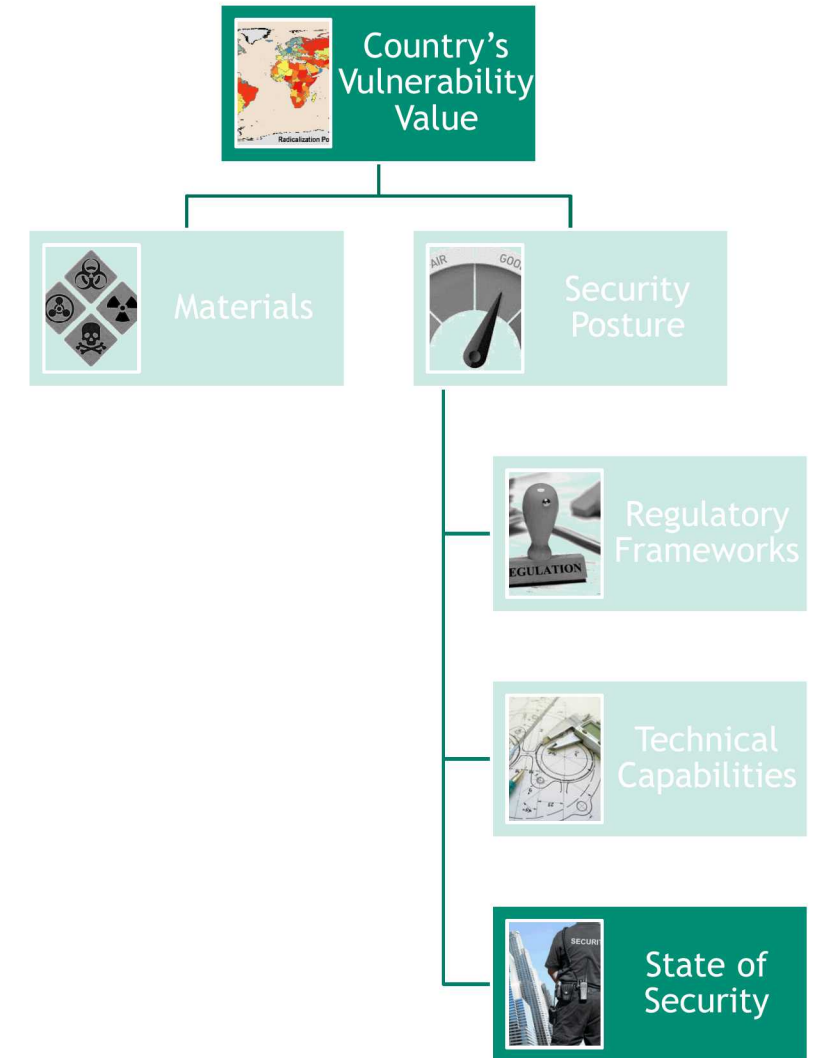 Country's
Vulnerability
Value
Radicalization Po
Materials
AIR
GOO
Security
Posture
EGULATION
Regulatory
Frameworks
Technical
Capabilities
SECURI
State of
Security